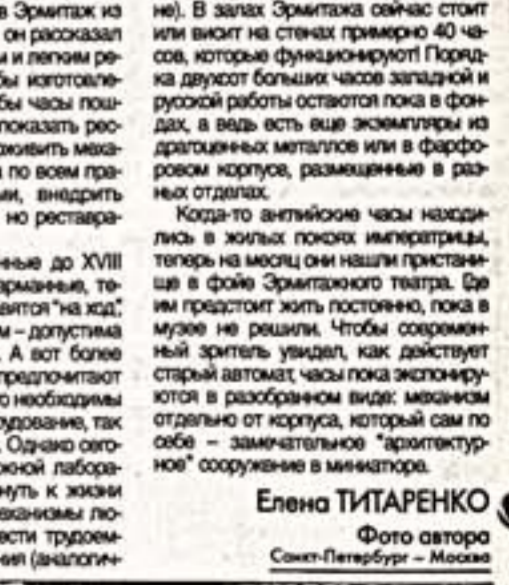 в Эрмитаж из
он рассказал
и легким ре-
бы изготовле-
бы часы пош-
показать рес-
оживить меха-
по всем пра-
ми, внедрить
но реставра-
нные до XVIII
арманные, те-
вятся "на ход",
м – допустима
. А вот более
предпочитают
о необходимы
рудование, так
. Однако сего-
жной лабора-
нуть к жизни
еханизмы лю-
вести трудоем-
ния (аналогич-
не). В залах Эрмитажа сейчас стоит
или висит на стенах примерно 40 ча-
сов, которые функционируют! Поряд-
ка двухсот больших часов западной и
русской работы остаются пока в фон-
дах, а ведь есть еще экземпляры из
драгоценных металлов или в фарфо-
ровом корпусе, размещенные в раз-
ных отделах.
Когда-то английские часы находи-
лись в жилых покоях императрицы,
теперь на месяц они нашли пристани-
ще в фойе Эрмитажного театра. Где
им предстоит жить постоянно, пока в
музее не решили. Чтобы современ-
ный зритель увидел, как действует
старый автомат, часы пока экспониру-
ются в разобранном виде: механизм
отдельно от корпуса, который сам по
себе – замечательное "архитектур-
ное" сооружение в миниатюре.
Елена ТИТАРЕНКО
Фото автора
Санкт-Петербург – Москва